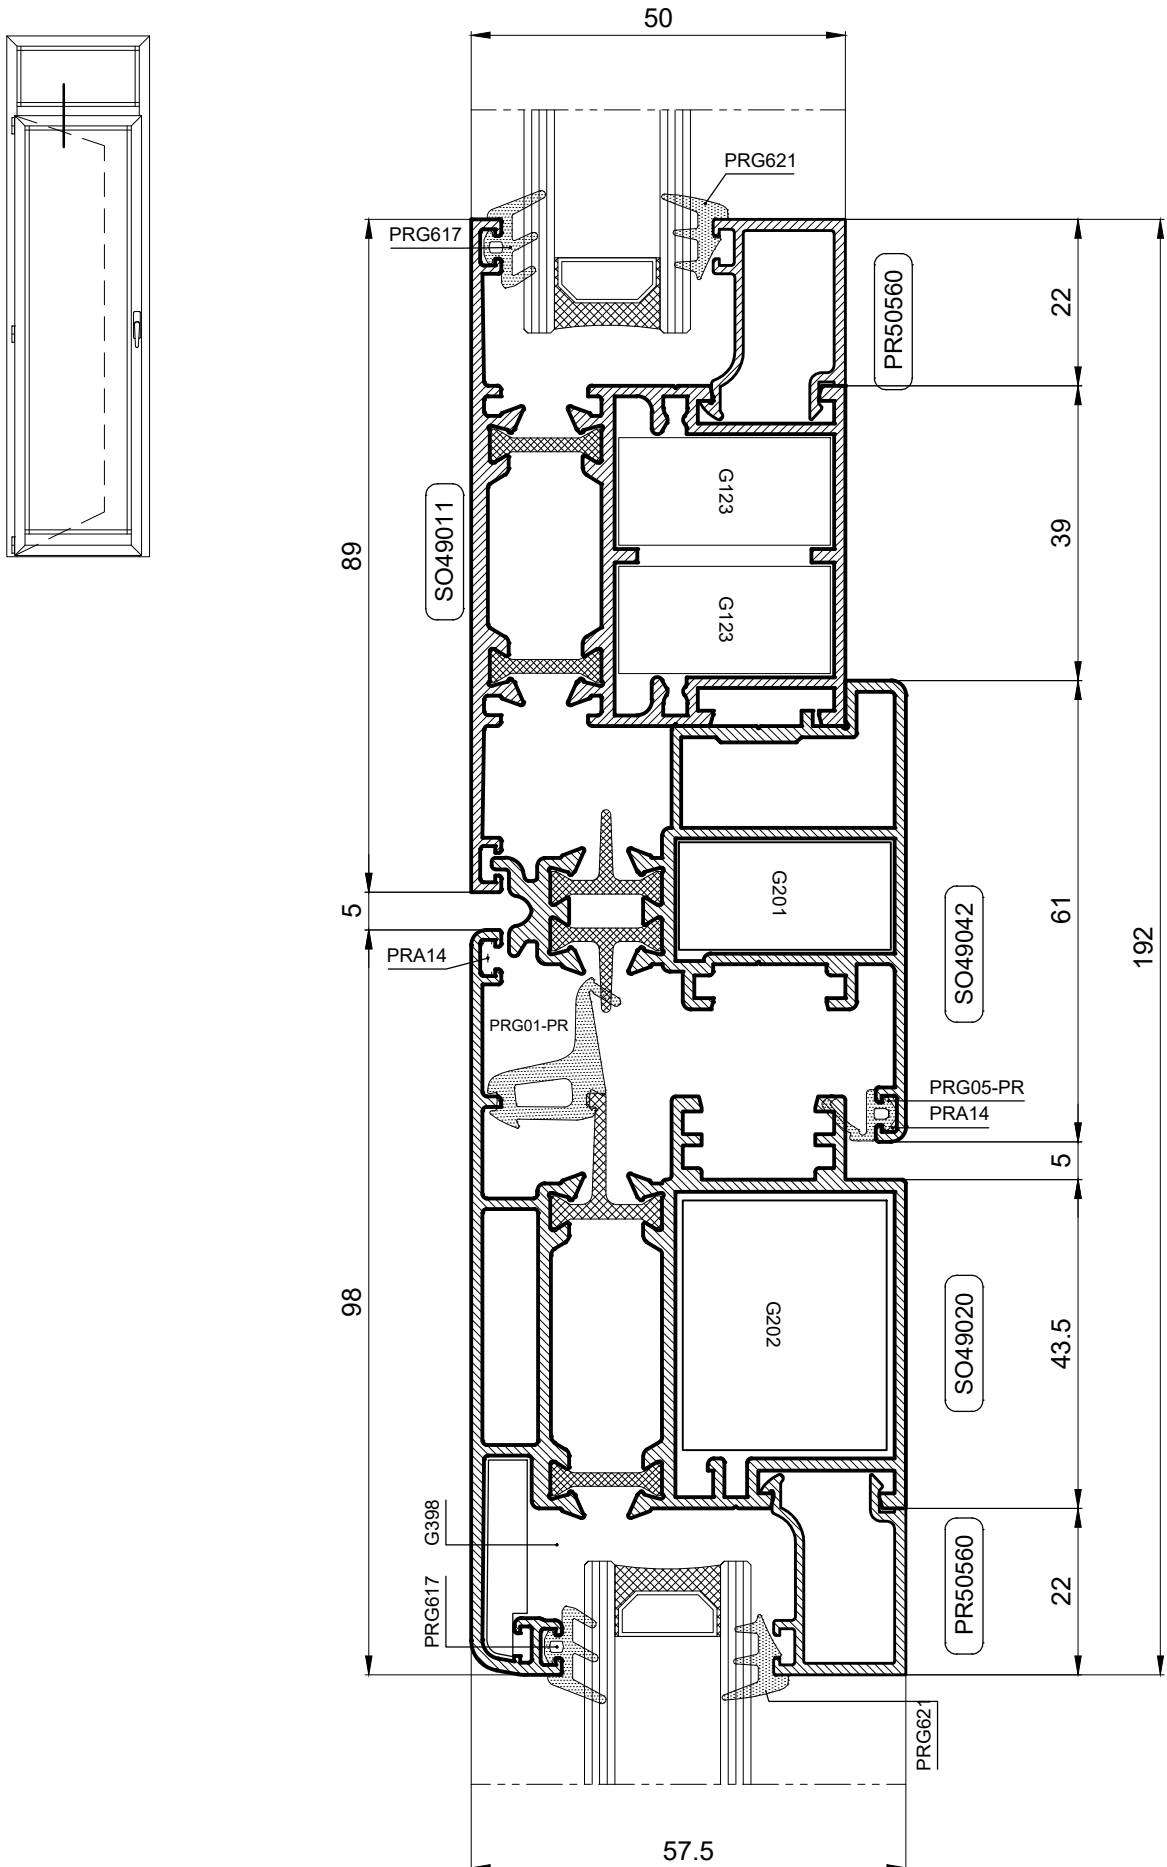 50
PRG621
PRG617
PR50560
22
G123
SO49011
39
89
G123
G201
61
5
SO49042
192
PRA14
PRG01-PR
PRG05-PR
PRA14
5
98
G202
SO49020
43.5
G398
PRG617
PR50560
22
PRG621
57.5